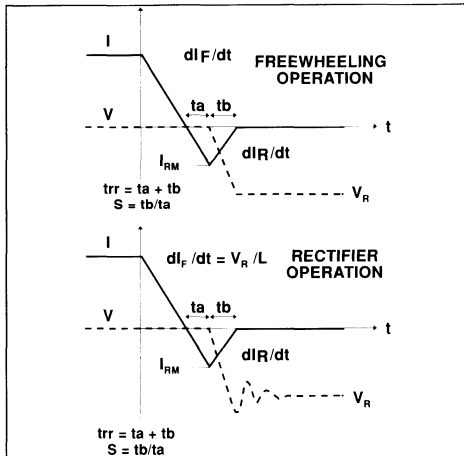 I
dIF/dt
FREEWHEELING
OPERATION
ta tb
V
t
IRM
dIR/dt
trr = ta + tb
S = tb/ta
VR
I
dIF/dt = VR/L
RECTIFIER
OPERATION
ta tb
V
t
IRM
dIR/dt
VR
trr = ta + tb
S = tb/ta